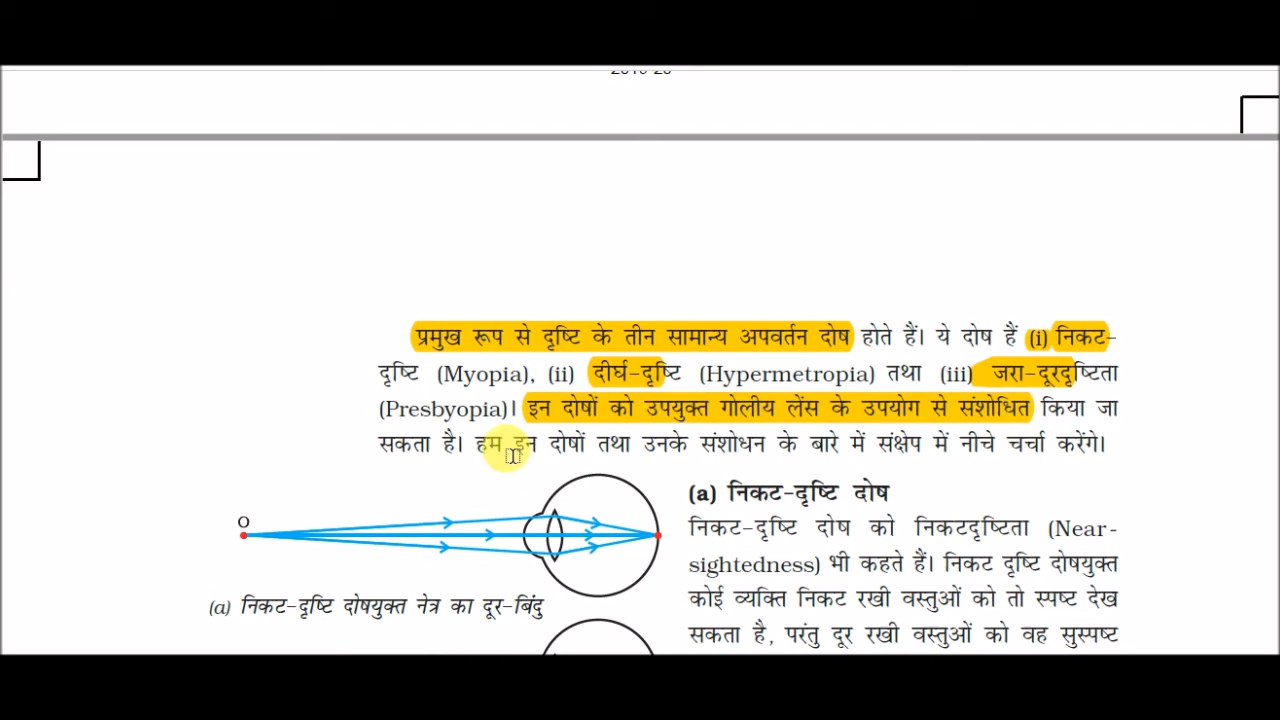 प्रमुख रूप से दृष्टि के तीन सामान्य अपवर्तन दोष होते हैं। ये दोष हैं (i) निकट-
दृष्टि (Myopia), (ii) दीर्घ-दृष्टि (Hypermetropia) तथा (iii) जरा-दूरदृष्टिता
(Presbyopia)। इन दोषों को उपयुक्त गोलीय लेंस के उपयोग से संशोधित किया जा
सकता है। हम इन दोषों तथा उनके संशोधन के बारे में संक्षेप में नीचे चर्चा करेंगे।
(a) निकट-दृष्टि दोष
निकट-दृष्टि दोष को निकटदृष्टिता (Near-
sightedness) भी कहते हैं। निकट दृष्टि दोषयुक्त
कोई व्यक्ति निकट रखी वस्तुओं को तो स्पष्ट देख
सकता है, परंतु दूर रखी वस्तुओं को वह सुस्पष्ट
O
(a) निकट-दृष्टि दोषयुक्त नेत्र का दूर-बिंदु